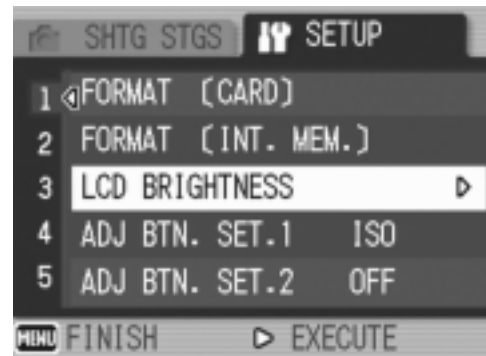 SHTG STGS SETUP
1 FORMAT [CARD]
2 FORMAT [INT. MEM.]
3 LCD BRIGHTNESS
4 ADJ BTN. SET.1 ISO
5 ADJ BTN. SET.2 OFF
MENU FINISH EXECUTE